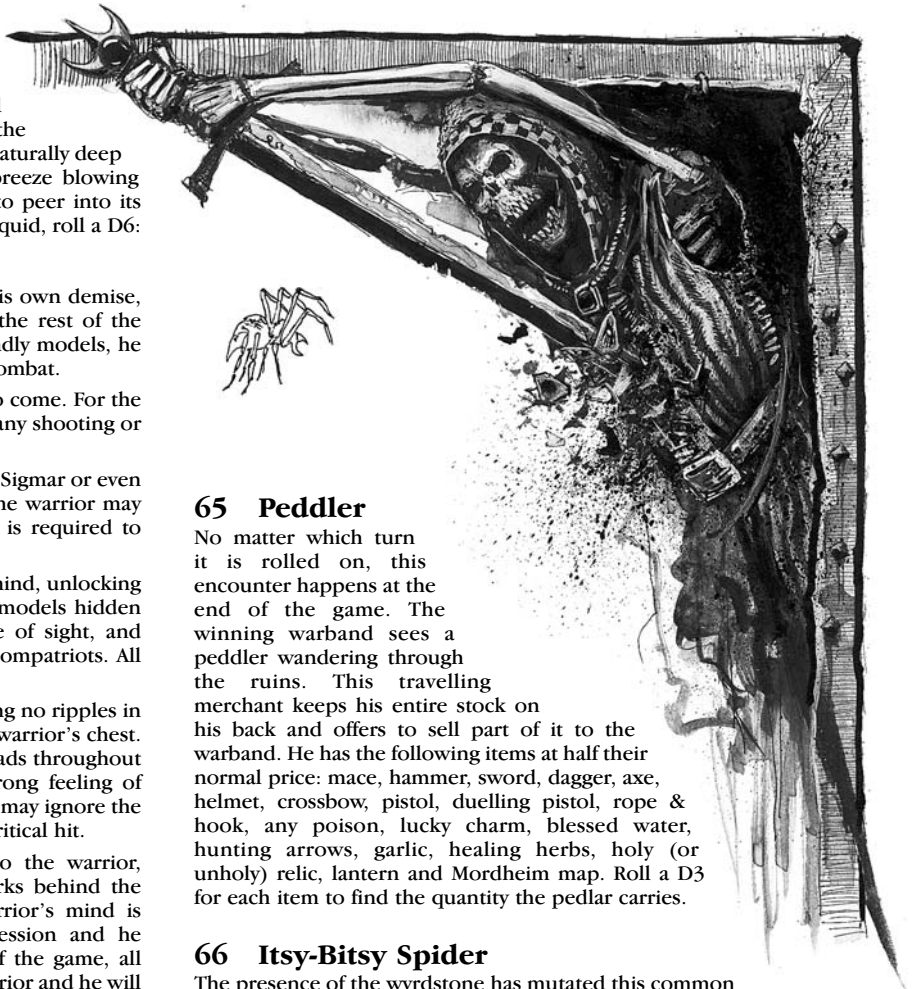 the
aturally deep
breeze blowing
to peer into its
quid, roll a D6:
is own demise,
the rest of the
ndly models, he
ombat.
o come. For the
any shooting or
Sigmar or even
he warrior may
is required to
mind, unlocking
models hidden
e of sight, and
ompatriots. All
ng no ripples in
warrior's chest.
ads throughout
rong feeling of
may ignore the
ritical hit.
o the warrior,
rks behind the
rrior's mind is
ession and he
f the game, all
rior and he will
65 Peddler
No matter which turn
it is rolled on, this
encounter happens at the
end of the game. The
winning warband sees a
peddler wandering through
the ruins. This travelling
merchant keeps his entire stock on
his back and offers to sell part of it to the
warband. He has the following items at half their
normal price: mace, hammer, sword, dagger, axe,
helmet, crossbow, pistol, duelling pistol, rope &
hook, any poison, lucky charm, blessed water,
hunting arrows, garlic, healing herbs, holy (or
unholy) relic, lantern and Mordheim map. Roll a D3
for each item to find the quantity the pedlar carries.
66 Itsy-Bitsy Spider
The presence of the wyrdstone has mutated this common